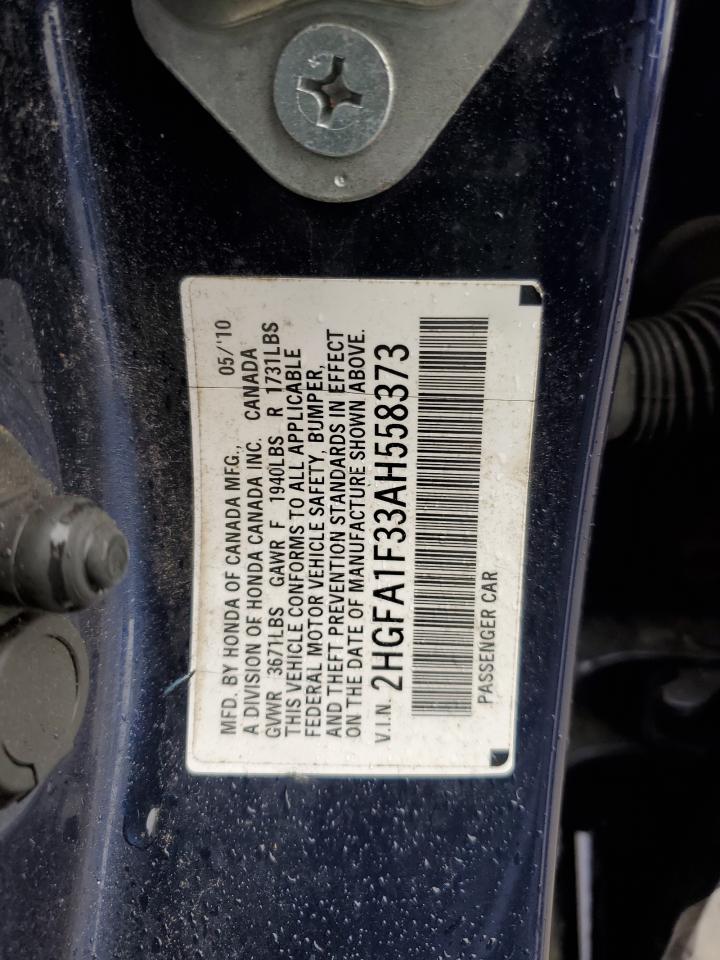 MFD. BY HONDA OF CANADA MFG., 05/'10
A DIVISION OF HONDA CANADA INC. CANADA
GVWR 3671LBS GAWR F 1940LBS R 1731LBS
THIS VEHICLE CONFORMS TO ALL APPLICABLE
FEDERAL MOTOR VEHICLE SAFETY, BUMPER,
AND THEFT PREVENTION STANDARDS IN EFFECT
ON THE DATE OF MANUFACTURE SHOWN ABOVE.
V.I.N. 2HGFA1F33AH558373
PASSENGER CAR